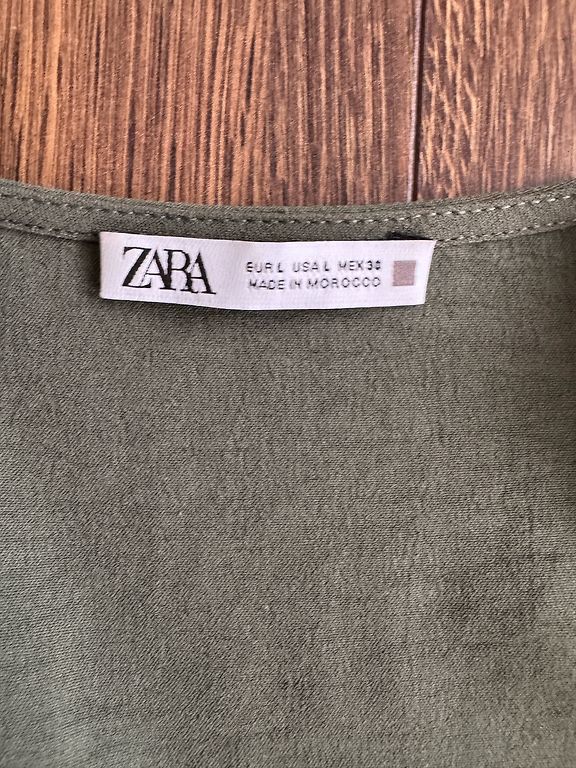 ZARA
EUR L USA L MEX 30
MADE IN MOROCCO